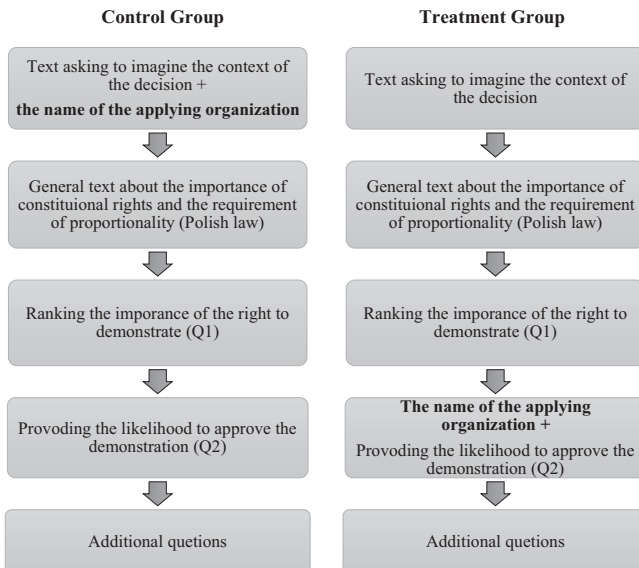 Control Group
Text asking to imagine the context of
the decision +
the name of the applying organization
General text about the importance of
constituional rights and the requirement
of proportionality (Polish law)
Ranking the imporance of the right to
demonstrate (Q1)
Provoding the likelihood to approve the
demonstration (Q2)
Additional quetions
Treatment Group
Text asking to imagine the context of
the decision
General text about the importance of
constituional rights and the requirement
of proportionality (Polish law)
Ranking the imporance of the right to
demonstrate (Q1)
The name of the applying
organization +
Provoding the likelihood to approve the
demonstration (Q2)
Additional quetions